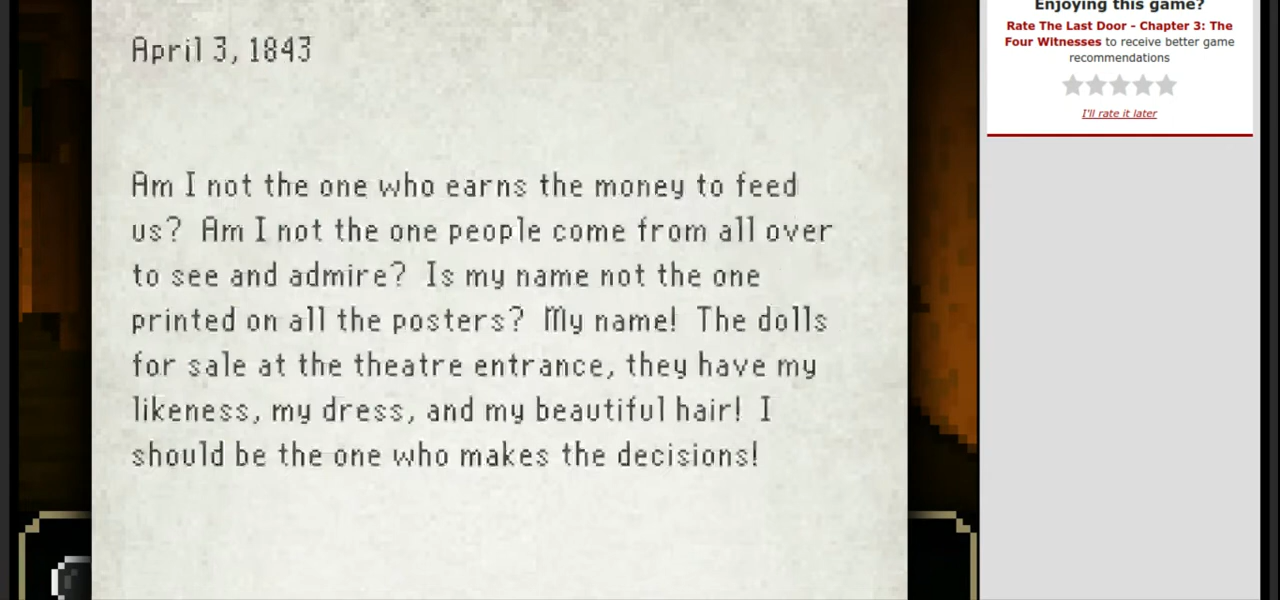 Enjoying this game?
Rate The Last Door - Chapter 3: The
Four Witnesses to receive better game
recommendations
I'll rate it later
April 3, 1843
Am I not the one who earns the money to feed
us? Am I not the one people come from all over
to see and admire? Is my name not the one
printed on all the posters? My name! The dolls
for sale at the theatre entrance, they have my
likeness, my dress, and my beautiful hair! I
should be the one who makes the decisions!